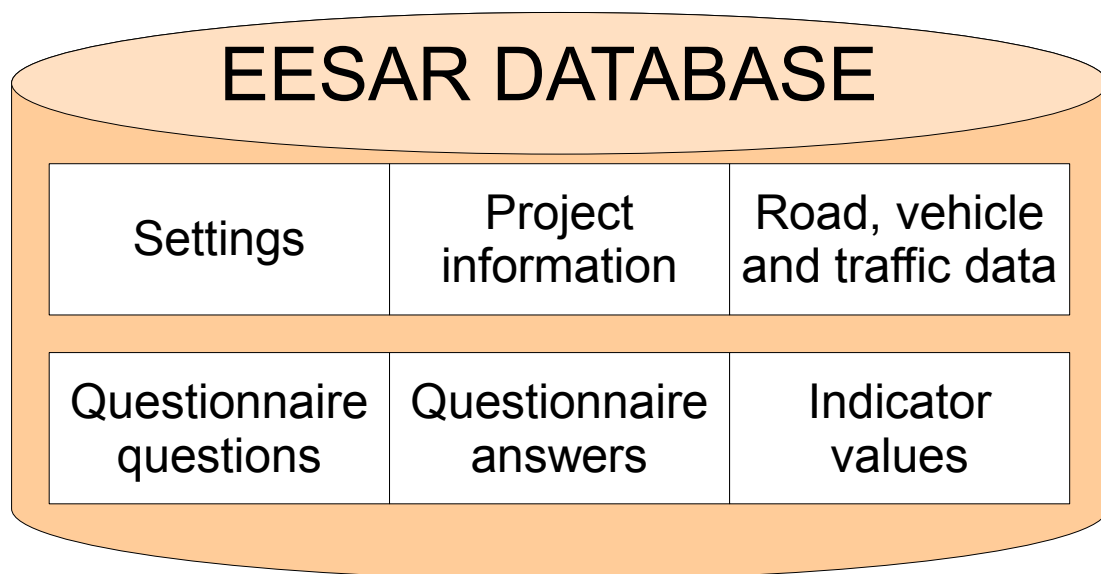 EESAR DATABASE
Settings
Project
information
Road, vehicle
and traffic data
Questionnaire
questions
Questionnaire
answers
Indicator
values